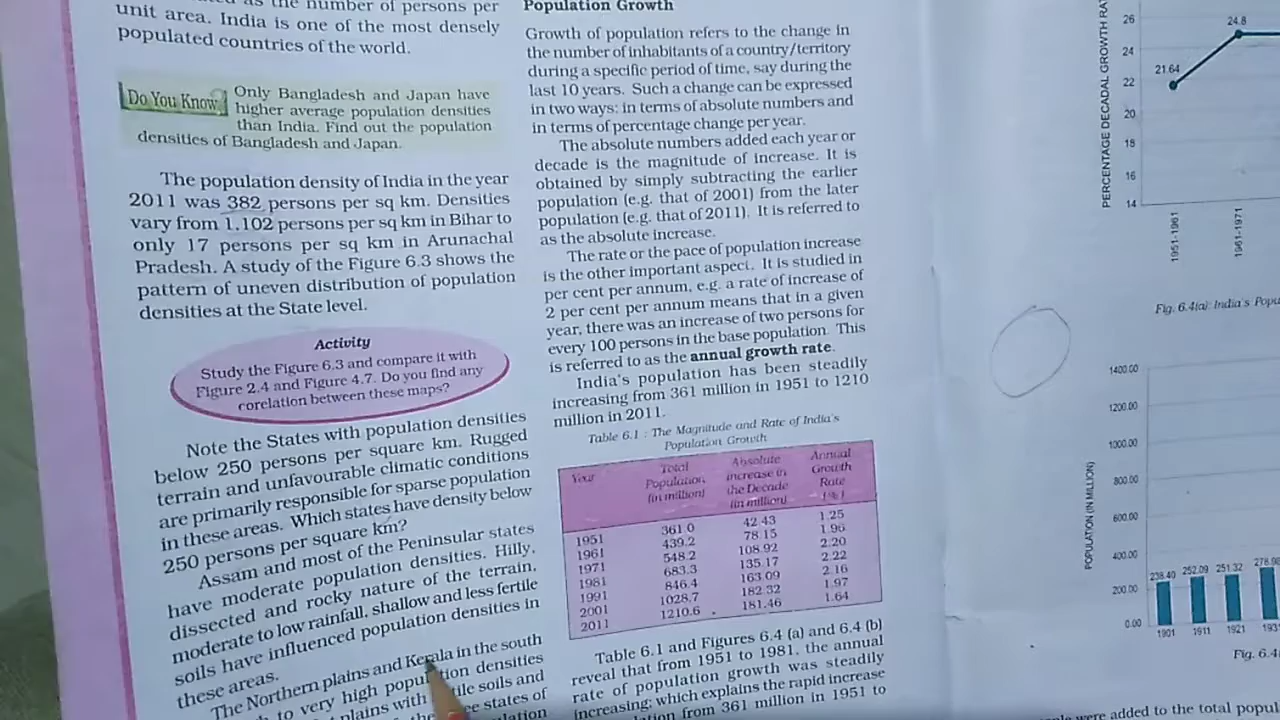 the number of persons per
unit area. India is one of the most densely
populated countries of the world.
Do You Know
Only Bangladesh and Japan have
higher average population densities
than India. Find out the population
densities of Bangladesh and Japan.
The population density of India in the year
2011 was 382 persons per sq km. Densities
vary from 1,102 persons per sq km in Bihar to
only 17 persons per sq km in Arunachal
Pradesh. A study of the Figure 6.3 shows the
pattern of uneven distribution of population
densities at the State level.
Activity
Study the Figure 6.3 and compare it with
Figure 2.4 and Figure 4.7. Do you find any
corelation between these maps?
Note the States with population densities
below 250 persons per square km. Rugged
terrain and unfavourable climatic conditions
are primarily responsible for sparse population
in these areas. Which states have density below
250 persons per square km?
Assam and most of the Peninsular states
have moderate population densities. Hilly,
dissected and rocky nature of the terrain,
moderate to low rainfall, shallow and less fertile
soils have influenced population densities in
these areas.
The Northern plains and Kerala in the south
to very high population densities
plains with soils and
states of
Population Growth
Growth of population refers to the change in
the number of inhabitants of a country/territory
during a specific period of time, say during the
last 10 years. Such a change can be expressed
in two ways: in terms of absolute numbers and
in terms of percentage change per year.
The absolute numbers added each year or
decade is the magnitude of increase. It is
obtained by simply subtracting the earlier
population (e.g. that of 2001) from the later
population (e.g. that of 2011). It is referred to
as the absolute increase.
The rate or the pace of population increase
is the other important aspect. It is studied in
per cent per annum, e.g. a rate of increase of
2 per cent per annum means that in a given
year, there was an increase of two persons for
every 100 persons in the base population. This
is referred to as the annual growth rate.
India's population has been steadily
increasing from 361 million in 1951 to 1210
million in 2011.
Table 6.1 : The Magnitude and Rate of India's
Population Growth
Year Total Population (in million) Absolute increase in the Decade (in million) Annual Growth Rate (%)
1951 361.0 42.43 1.25
1961 439.2 78.15 1.96
1971 548.2 108.92 2.20
1981 683.3 135.17 2.22
1991 846.4 163.09 2.16
2001 1028.7 182.32 1.97
2011 1210.6 181.46 1.64
Table 6.1 and Figures 6.4 (a) and 6.4 (b)
reveal that from 1951 to 1981, the annual
rate of population growth was steadily
increasing; which explains the rapid increase
from 361 million in 1951 to
PERCENTAGE DECADAL GROWTH
26
24
22
20
18
16
14
21.64
24.8
1951-1961
1961-1971
Fig. 6.4(a): India's
POPULATION (IN MILLION)
1400.00
1200.00
1000.00
800.00
600.00
400.00
200.00
0.00
238.40 252.09 251.32
1901 1911 1921
Fig. 6.4
were added to the total